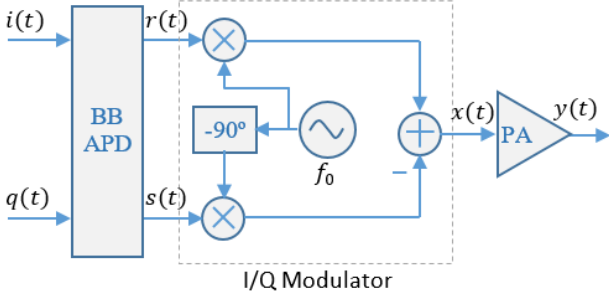 i(t)
r(t)
BB
APD
-90º
f₀
x(t)
PA
y(t)
q(t)
s(t)
−
I/Q Modulator